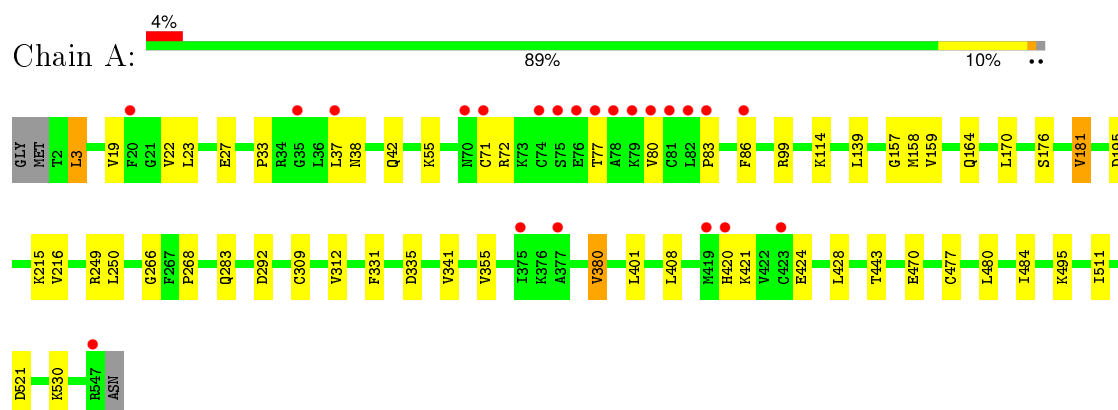 4%
Chain A:
89% 10% ••
GLY MET T2 L3 V19 F20 G21 V22 L23 E27 P33 R34 G35 L36 L37 N38 Q42 K55 N70 C71 R72 K73 C74 S75 E76 T77 A78 K79 V80 C81 L82 P83 F86 R99 K114 L139 G157 M158 V159 Q164 L170 S176 V181 D195
K215 V216 R249 L250 G266 F267 P268 Q283 D292 C309 V312 F331 D335 V341 V355 I375 K376 A377 V380 L401 L408 M419 H420 K421 V422 C423 E424 L428 T443 E470 C477 L480 I484 K495 I511
D521 K530 R547 ASN